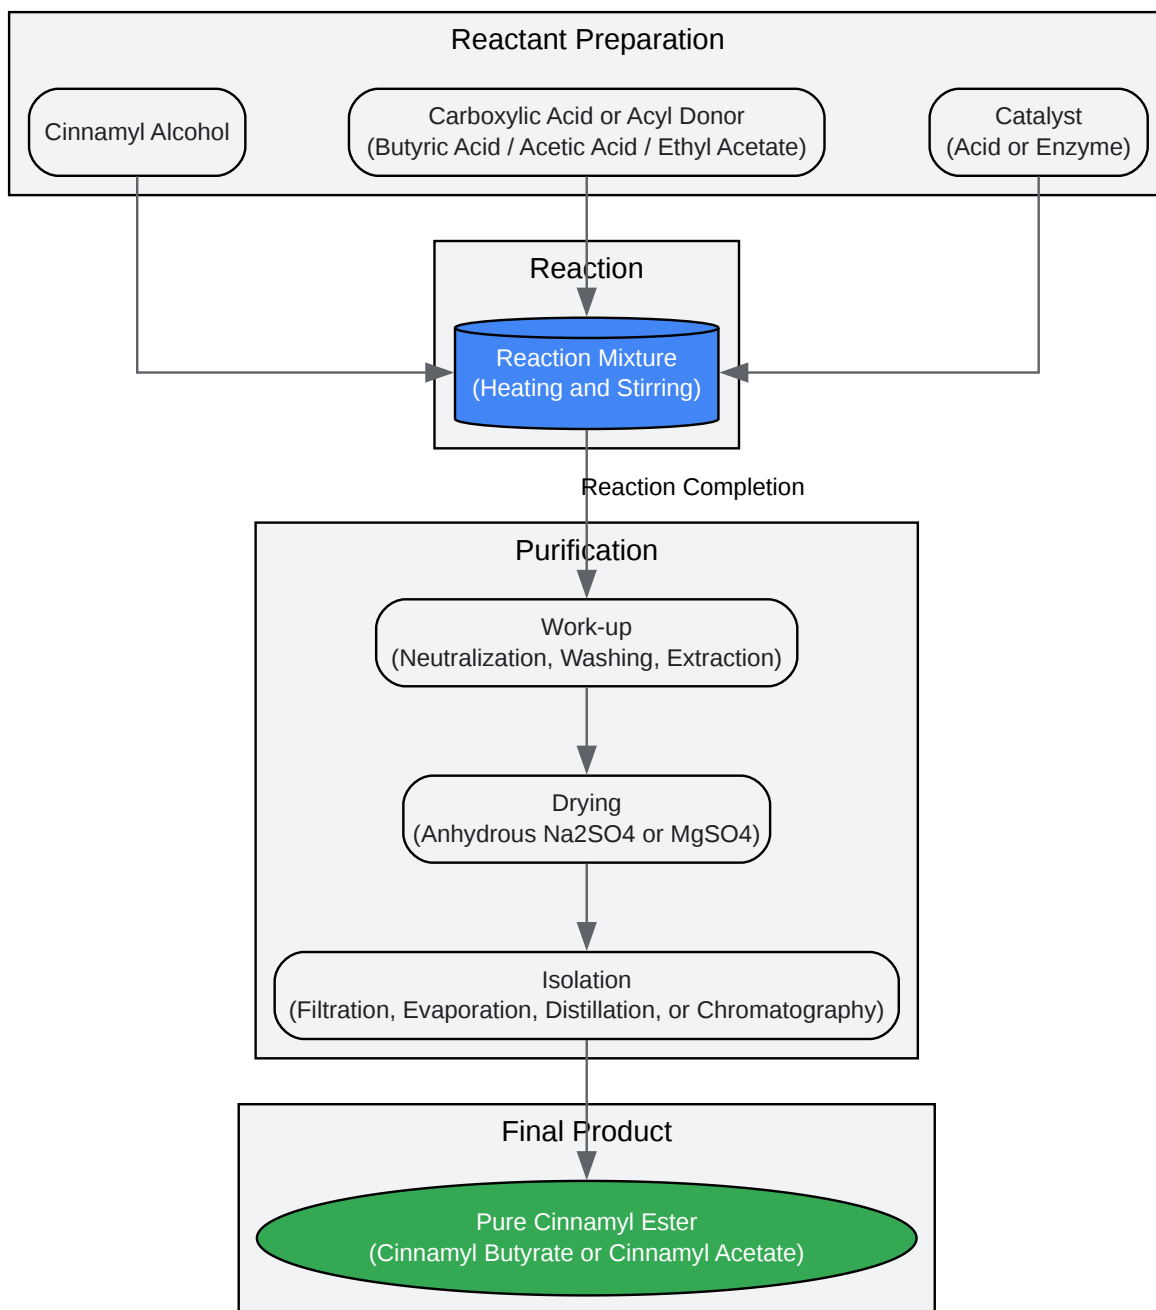 Reactant Preparation
Cinnamyl Alcohol
Carboxylic Acid or Acyl Donor
(Butyric Acid / Acetic Acid / Ethyl Acetate)
Catalyst
(Acid or Enzyme)
Reaction
Reaction Mixture
(Heating and Stirring)
Reaction Completion
Purification
Work-up
(Neutralization, Washing, Extraction)
Drying
(Anhydrous Na2SO4 or MgSO4)
Isolation
(Filtration, Evaporation, Distillation, or Chromatography)
Final Product
Pure Cinnamyl Ester
(Cinnamyl Butyrate or Cinnamyl Acetate)